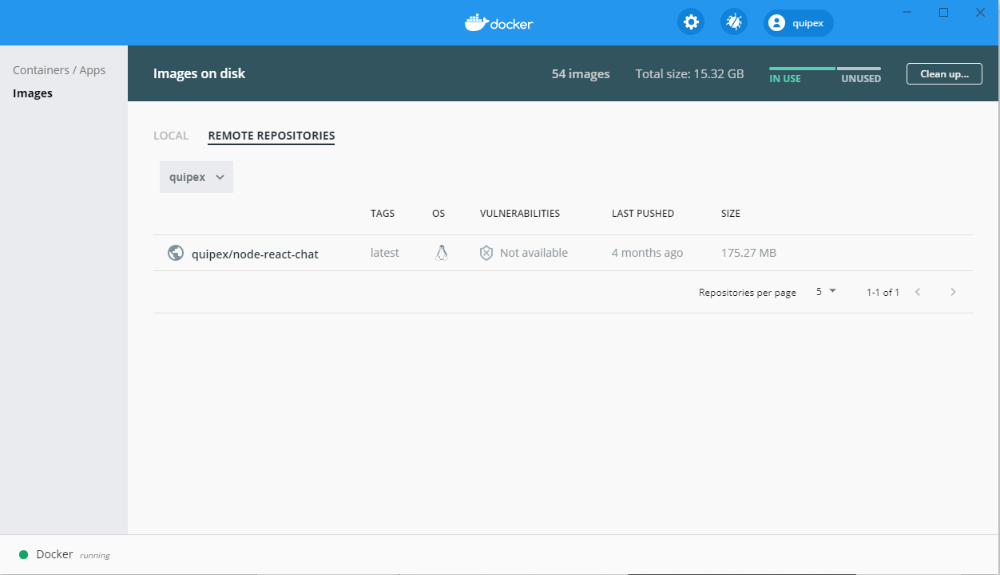 docker
quipex
Containers / Apps
Images
Images on disk
54 images
Total size: 15.32 GB
IN USE
UNUSED
Clean up...
LOCAL
REMOTE REPOSITORIES
quipex
TAGS
OS
VULNERABILITIES
LAST PUSHED
SIZE
quipex/node-react-chat
latest
Not available
4 months ago
175.27 MB
Repositories per page
5
1-1 of 1
Docker running